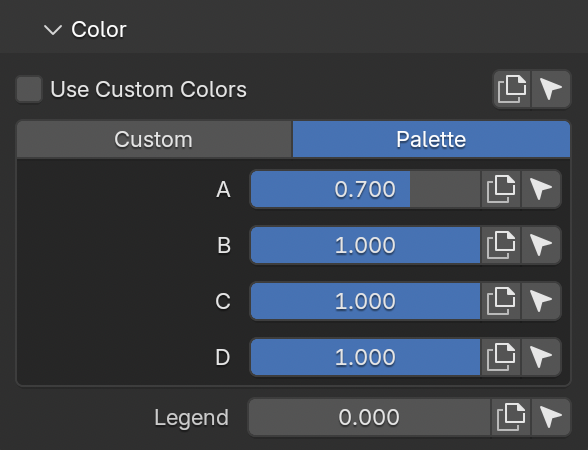 Color
Use Custom Colors
Custom Palette
A 0.700
B 1.000
C 1.000
D 1.000
Legend 0.000